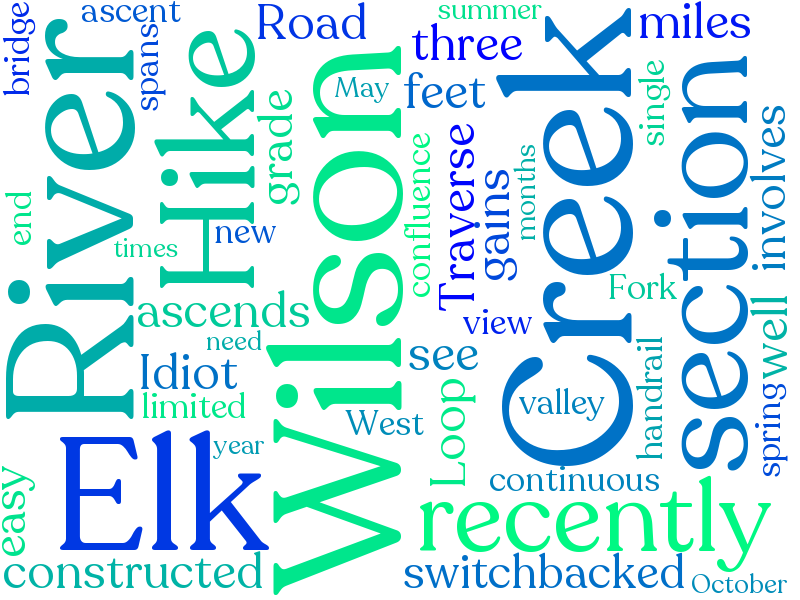 bridge
ascent
spans
Road
summer
three
miles
River
Hike
May
feet
Creek
single
section
involves
grade
Wilson
confluence
Traverse
gains
months
end
new
times
ascends
Fork
need
view
Idiot
see
limited
West
Loop
valley
handrail
well
spring
Elk
year
continuous
easy
recently
constructed
switchbacked
October